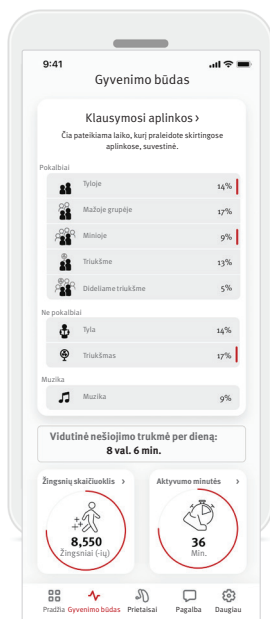 9:41
Gyvenimo būdas
Klausymosi aplinkos ›
Čia pateikiama laiko, kurį praleidote skirtingose
aplinkose, suvestinė.
Pokalbiai
Tyloje 14%
Mažoje grupėje 17%
Minioje 9%
Triukšme 13%
Dideliame triukšme 5%
Ne pokalbiai
Tyla 14%
Triukšmas 17%
Muzika
Muzika 9%
Vidutinė nešiojimo trukmė per dieną:
8 val. 6 min.
Žingsnių skaičiuoklis ›
Aktyvumo minutės ›
8,550
Žingsniai (-ių)
36
Min.
Pradžia Gyvenimo būdas Prietaisai Pagalba Daugiau